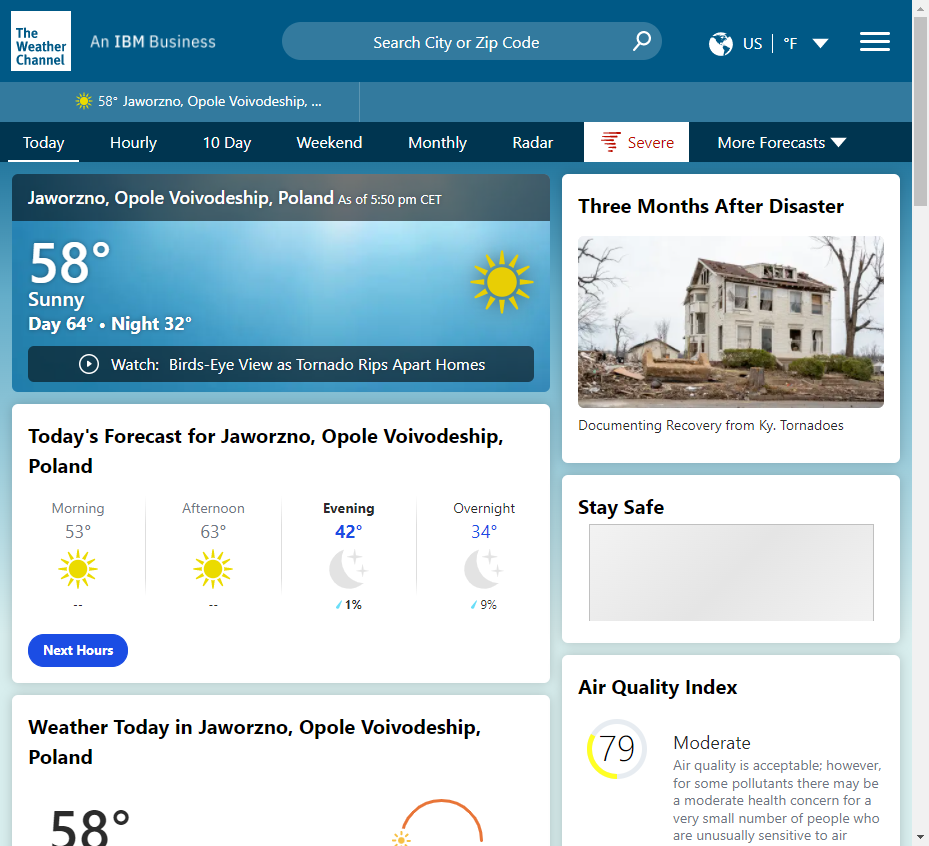 The
Weather
Channel
An IBM Business
Search City or Zip Code
US | °F
58° Jaworzno, Opole Voivodeship, ...
Today Hourly 10 Day Weekend Monthly Radar Severe More Forecasts
Jaworzno, Opole Voivodeship, Poland As of 5:50 pm CET
58°
Sunny
Day 64° • Night 32°
Watch: Birds-Eye View as Tornado Rips Apart Homes
Today's Forecast for Jaworzno, Opole Voivodeship,
Poland
Morning Afternoon Evening Overnight
53° 63° 42° 34°
-- -- 1% 9%
Next Hours
Weather Today in Jaworzno, Opole Voivodeship,
Poland
58°
Three Months After Disaster
Documenting Recovery from Ky. Tornadoes
Stay Safe
Air Quality Index
79
Moderate
Air quality is acceptable; however,
for some pollutants there may be
a moderate health concern for a
very small number of people who
are unusually sensitive to air